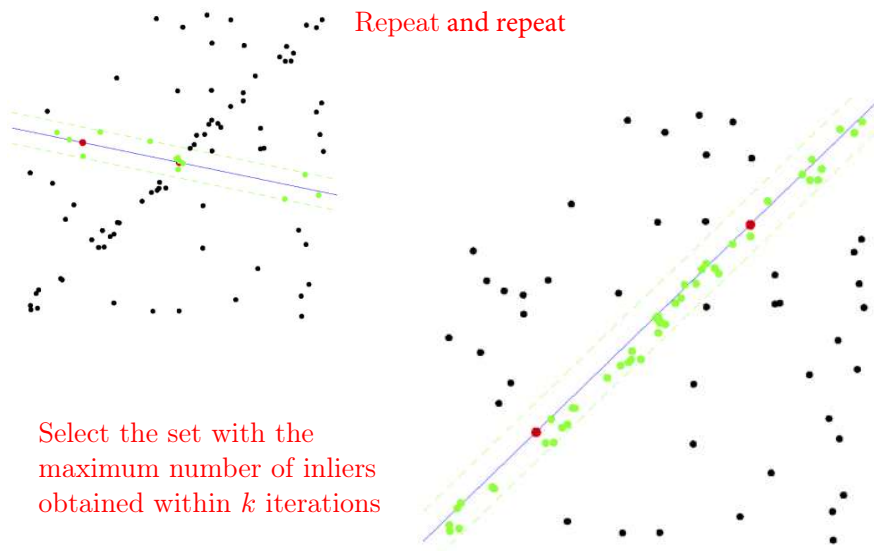 Repeat and repeat
Select the set with the
maximum number of inliers
obtained within k iterations